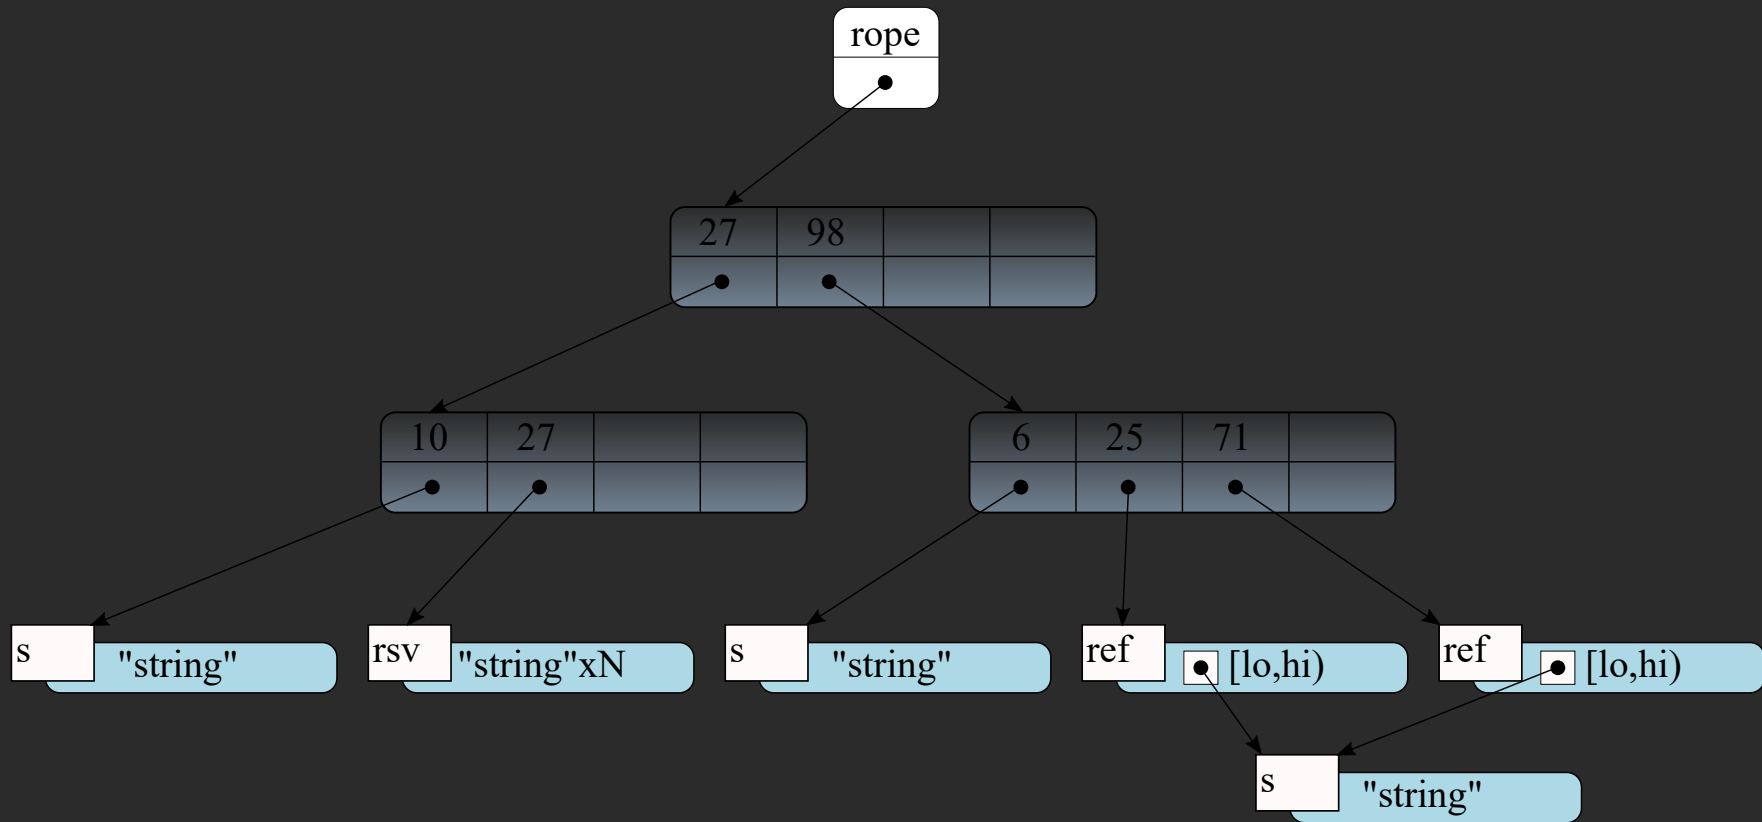 rope
27 98
10 27
6 25 71
s "string"
rsv "string"xN
s "string"
ref [lo,hi)
ref [lo,hi)
s "string"